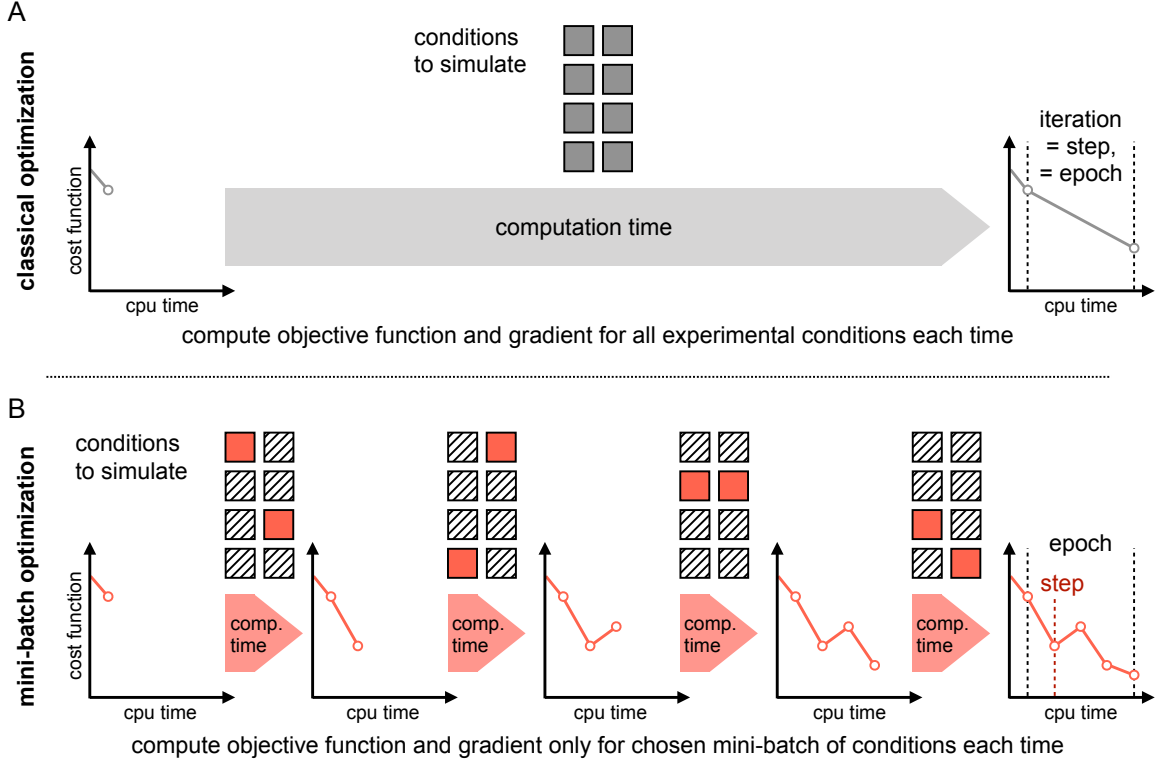 A
classical optimization
conditions
to simulate
cost function
cpu time
computation time
iteration
= step,
= epoch
cpu time
compute objective function and gradient for all experimental conditions each time
B
mini-batch optimization
conditions
to simulate
cost function
cpu time
comp.
time
cpu time
comp.
time
cpu time
comp.
time
cpu time
comp.
time
epoch
step
cpu time
compute objective function and gradient only for chosen mini-batch of conditions each time